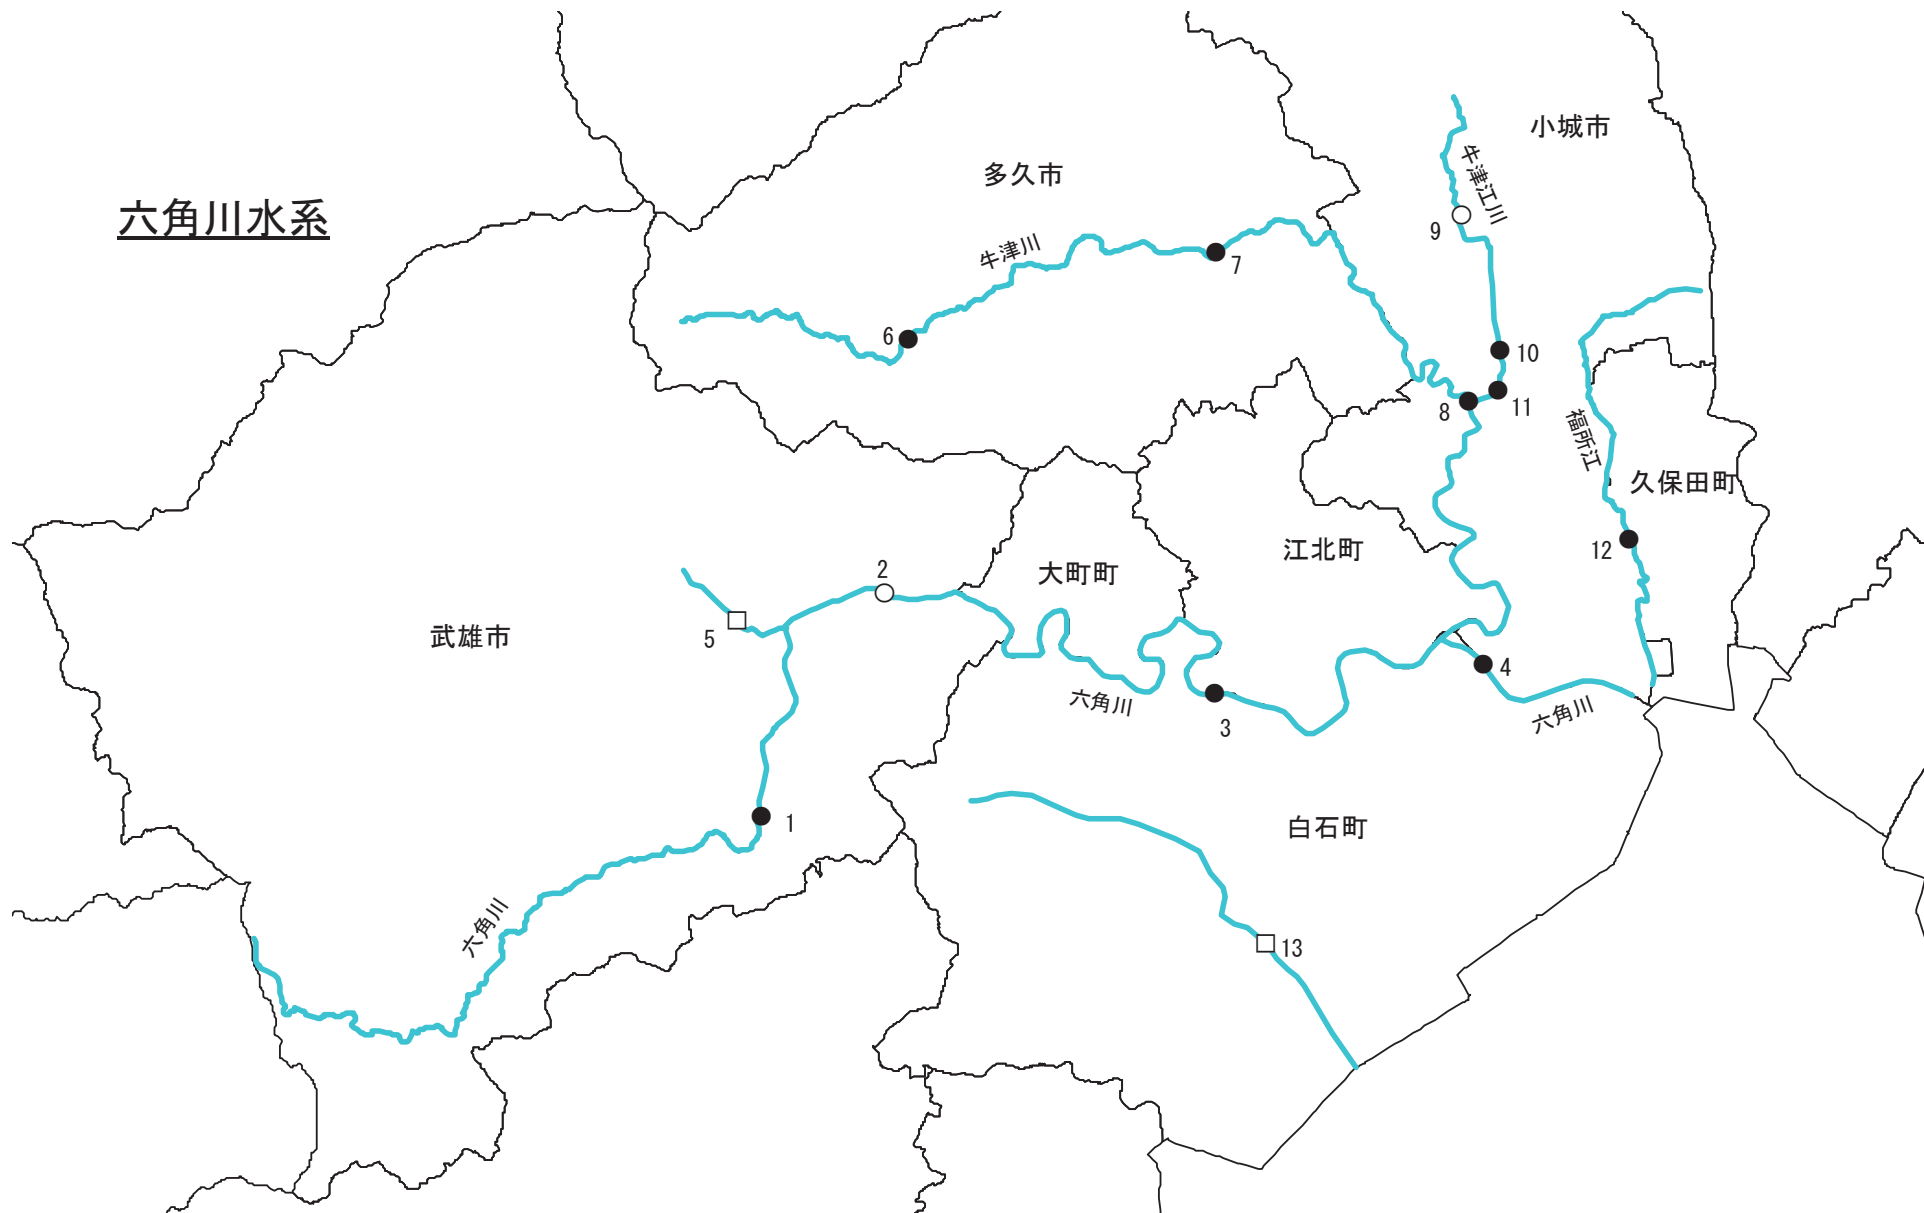 六角川水系
小城市
多久市
牛津江川
9
牛津川
7
6
10
8
11
福所江
久保田町
12
江北町
大町町
2
武雄市
5
4
六角川
3
六角川
1
白石町
六角川
13